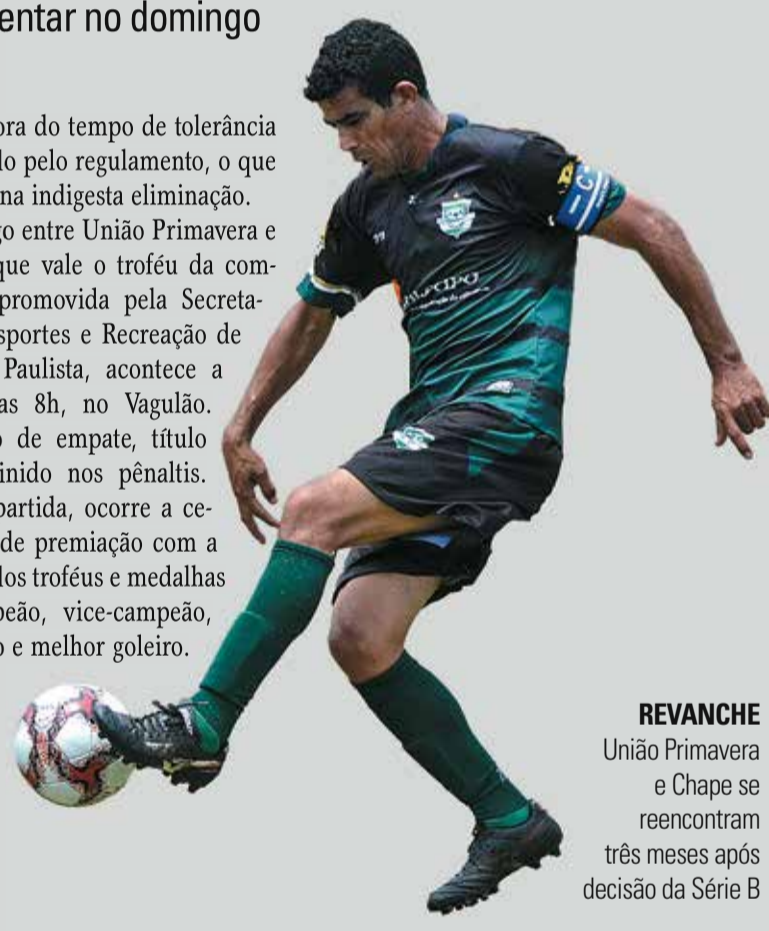 entar no domingo
ora do tempo de tolerância
lo pelo regulamento, o que
na indigesta eliminação.
go entre União Primavera e
que vale o troféu da com-
promovida pela Secreta-
sportes e Recreação de
Paulista, acontece a
as 8h, no Vagulão.
o de empate, título
inido nos pênaltis.
partida, ocorre a ce-
de premiação com a
dos troféus e medalhas
peão, vice-campeão,
o e melhor goleiro.
REVANCHE
União Primavera
e Chape se
reencontram
três meses após
decisão da Série B